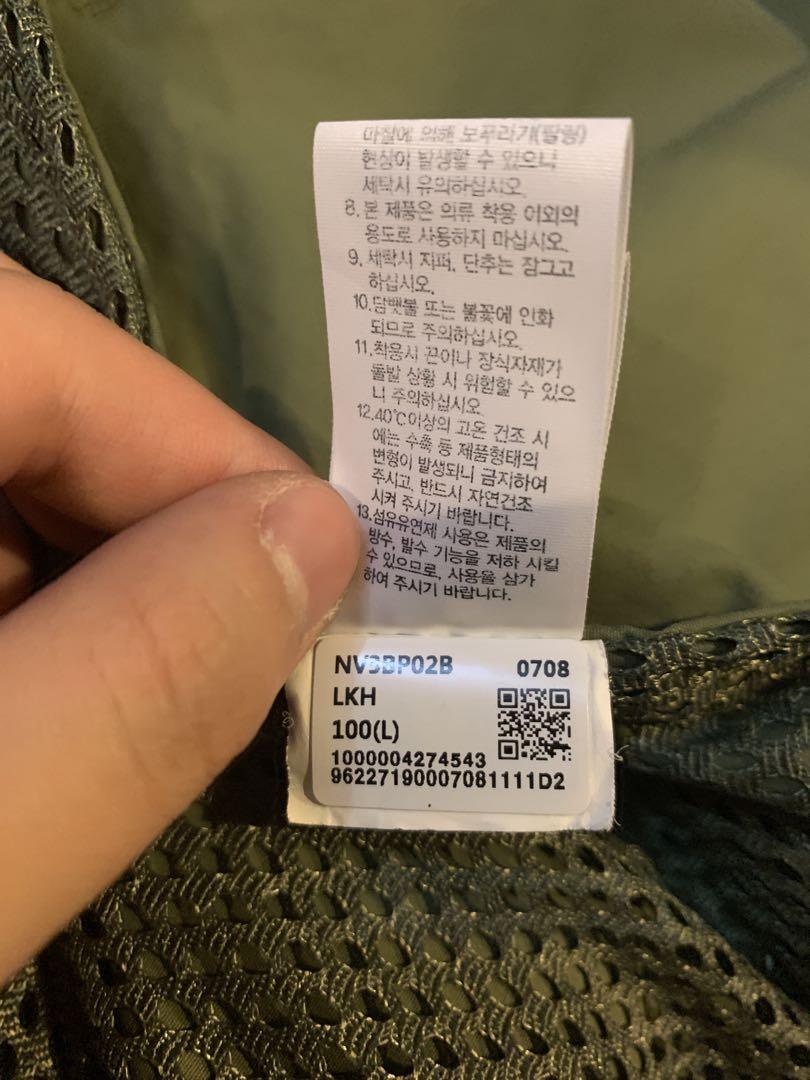 마찰에 의해 보푸라기(필링)
현상이 발생할 수 있으니
세탁시 유의하십시오.
8.본 제품은 의류 착용 이외의
용도로 사용하지 마십시오.
9.세탁시 지퍼, 단추는 잠그고
하십시오.
10.담뱃불 또는 불꽃에 인화
되므로 주의하십시오.
11.착용시 끈이나 장식자재가
돌발 상황 시 위험할 수 있으
니 주의하십시오.
12.40℃이상의 고온 건조 시
에는 수축 등 제품형태의
변형이 발생되니 금지하여
주시고, 반드시 자연건조
시켜 주시기 바랍니다.
13.섬유유연제 사용은 제품의
방수, 발수 기능을 저하 시킬
수 있으므로, 사용을 삼가
하여 주시기 바랍니다.
NV3BP02B 0708
LKH
100(L)
1000004274543
96227190007081111D2